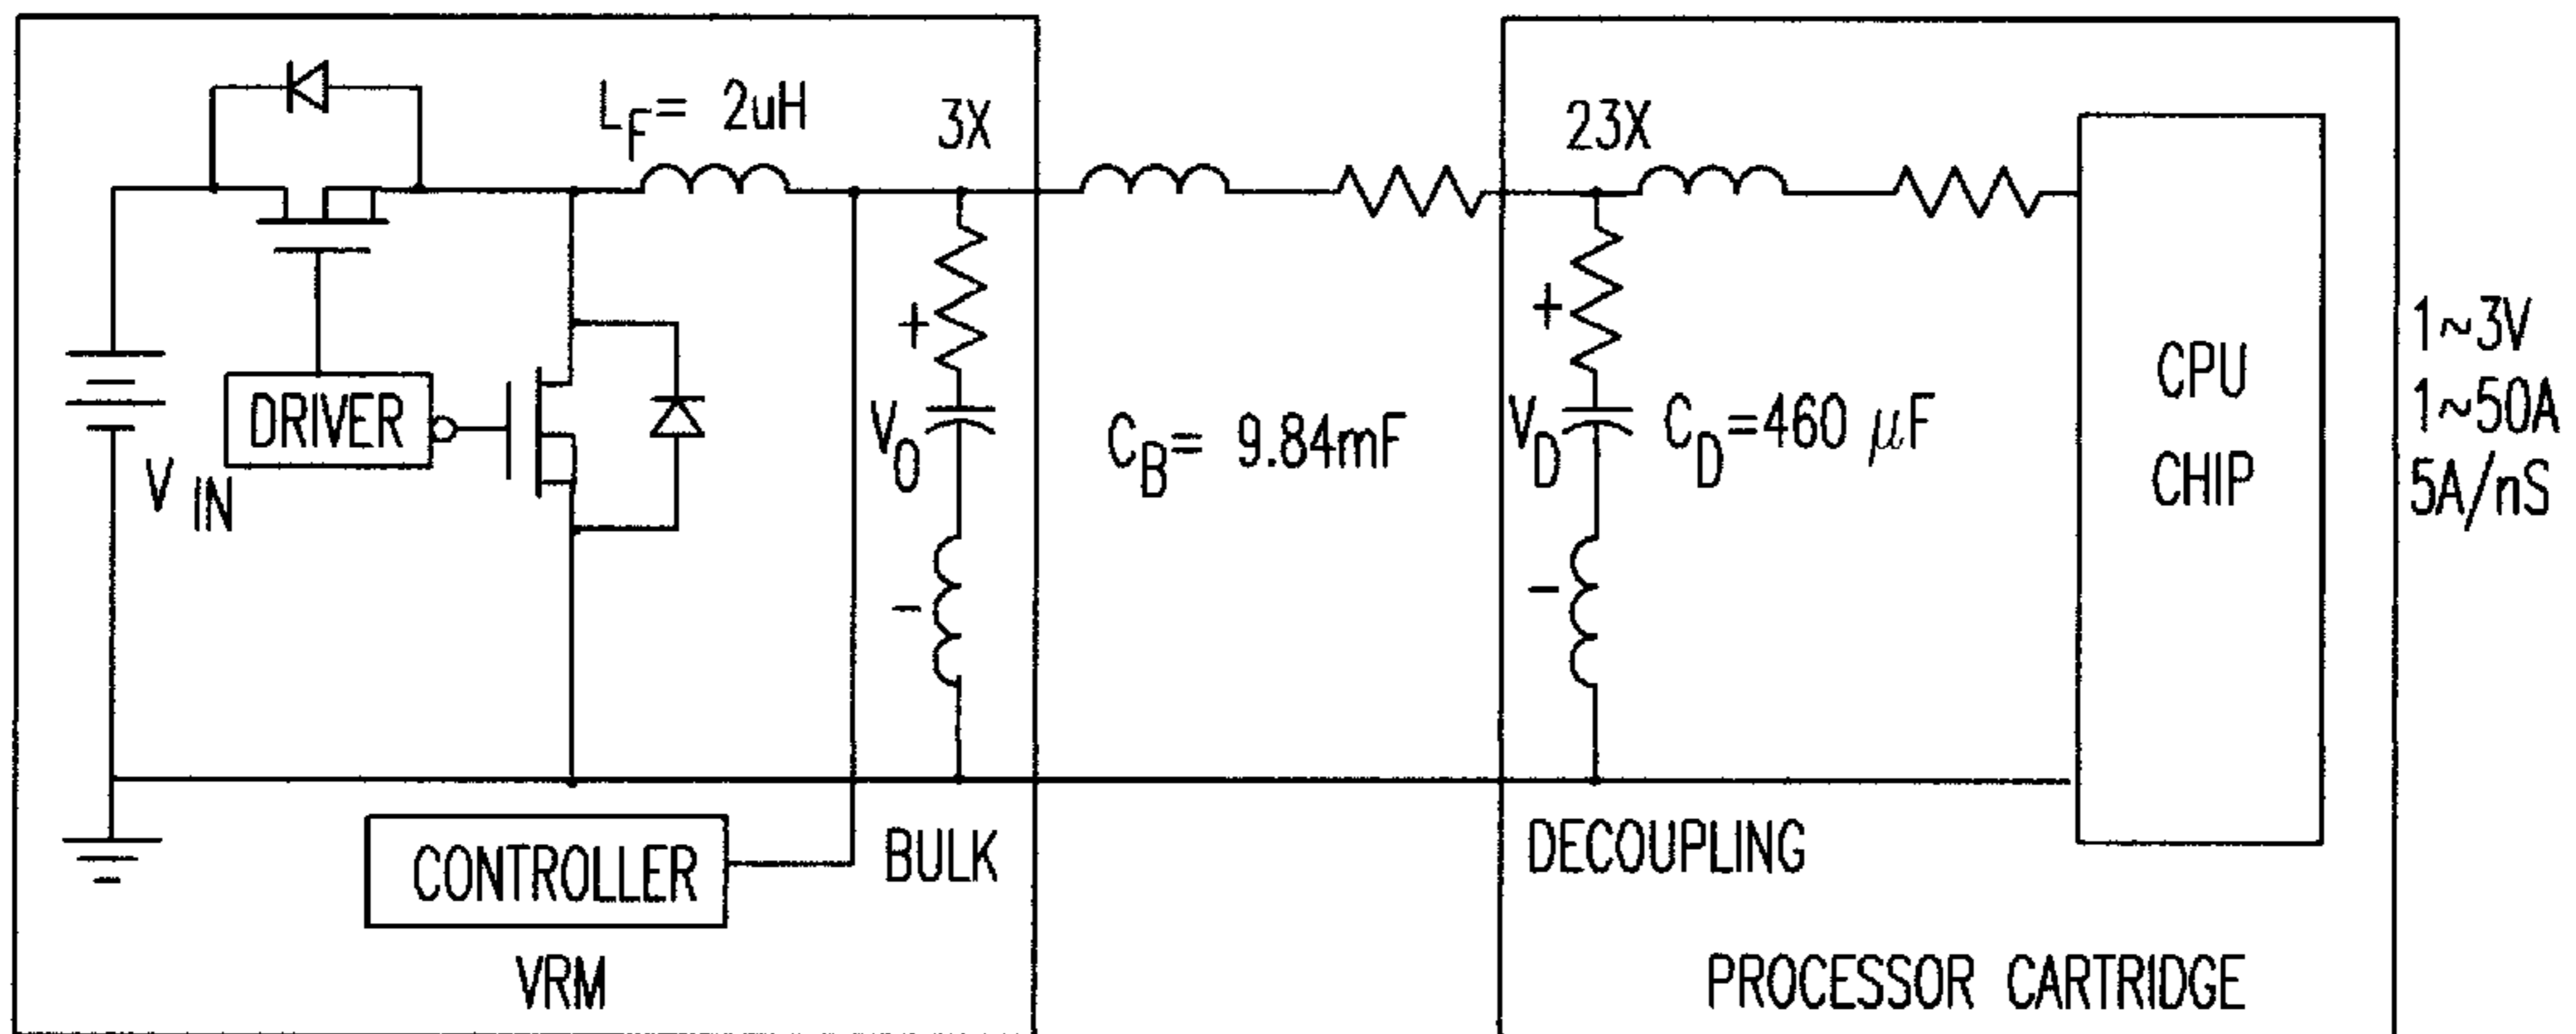 L_F= 2uH
3X
23X
DRIVER
V_IN
V_O
+
-
C_B= 9.84mF
V_D
+
-
C_D=460 μF
CPU
CHIP
1~3V
1~50A
5A/nS
CONTROLLER
BULK
DECOUPLING
VRM
PROCESSOR CARTRIDGE